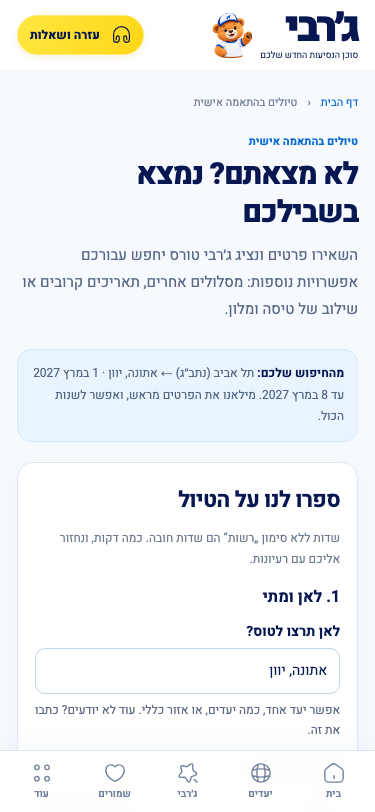 ג׳רבי
סוכן הנסיעות החדש שלכם
עזרה ושאלות
דף הבית › טיולים בהתאמה אישית
טיולים בהתאמה אישית
לא מצאתם? נמצא
בשבילכם
השאירו פרטים ונציג ג׳רבי טורס יחפש עבורכם
אפשרויות נוספות: מסלולים אחרים, תאריכים קרובים או
שילוב של טיסה ומלון.
מהחיפוש שלכם: תל אביב (נתב״ג) ← אתונה, יוון · 1 במרץ 2027
עד 8 במרץ 2027. מילאנו את הפרטים מראש, ואפשר לשנות
הכול.
ספרו לנו על הטיול
שדות ללא סימון „רשות” הם שדות חובה. כמה דקות, ונחזור
אליכם עם רעיונות.
1. לאן ומתי
לאן תרצו לטוס?
אתונה, יוון
אפשר יעד אחד, כמה יעדים, או אזור כללי. עוד לא יודעים? כתבו
את זה.
בית
יעדים
ג׳רבי
שמורים
עוד